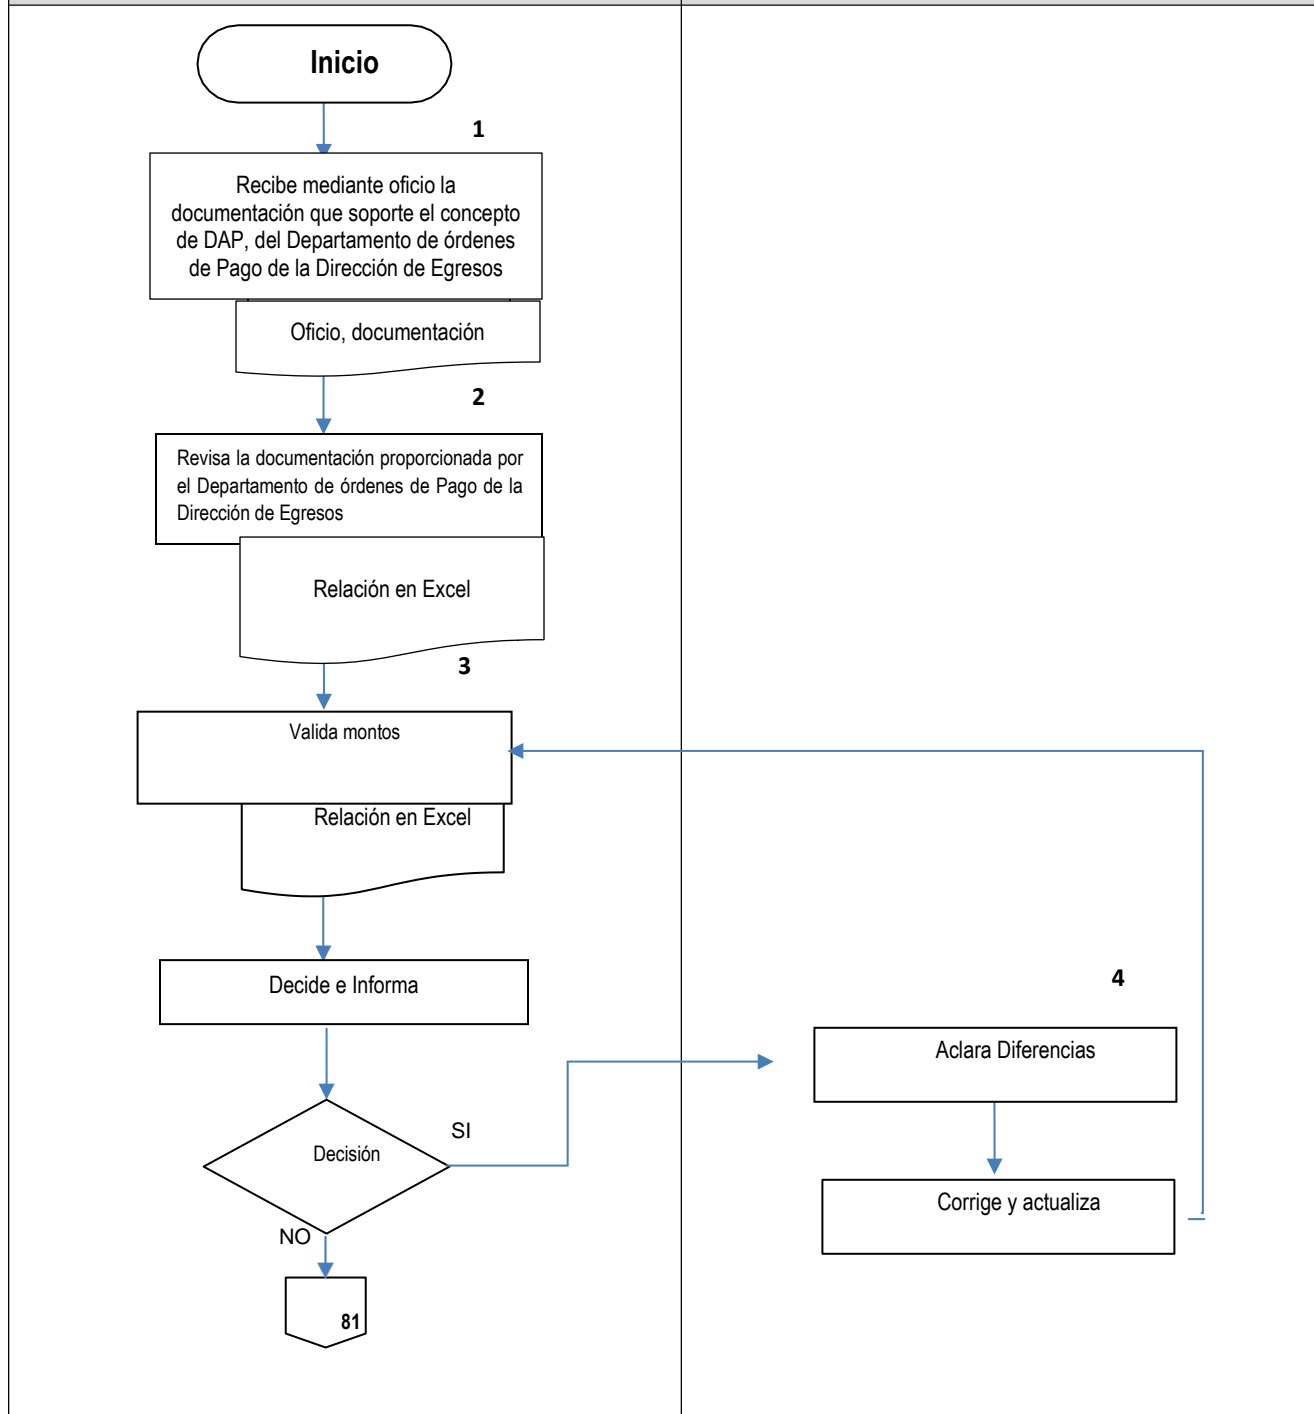 Inicio
1
Recibe mediante oficio la
documentación que soporte el concepto
de DAP, del Departamento de órdenes
de Pago de la Dirección de Egresos
Oficio, documentación
2
Revisa la documentación proporcionada por
el Departamento de órdenes de Pago de la
Dirección de Egresos
Relación en Excel
3
Valida montos
Relación en Excel
Decide e Informa
Decisión
SI
NO
81
4
Aclara Diferencias
Corrige y actualiza